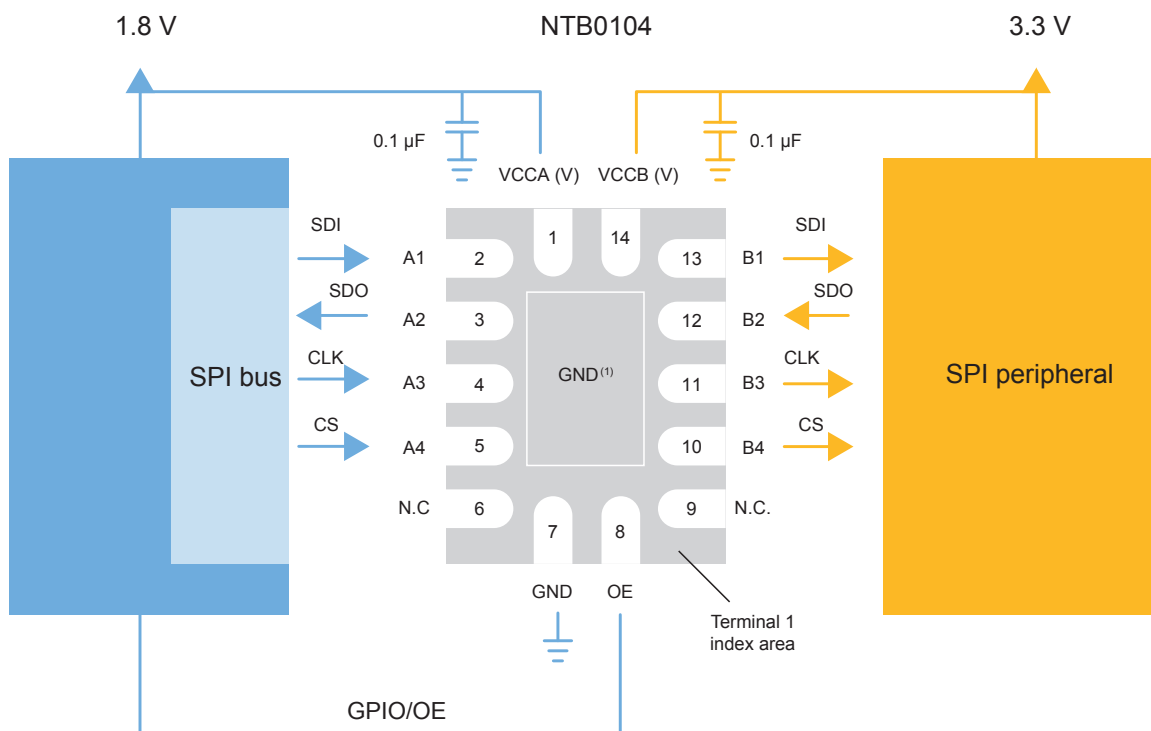 1.8 V
NTB0104
3.3 V
0.1 µF
0.1 µF
VCCA (V)
VCCB (V)
SDI
A1
2
1
14
13
B1
SDI
SDO
A2
3
12
B2
SDO
SPI bus
CLK
A3
4
GND(1)
11
B3
CLK
SPI peripheral
CS
A4
5
10
B4
CS
N.C
6
7
8
9
N.C.
GND
OE
Terminal 1
index area
GPIO/OE